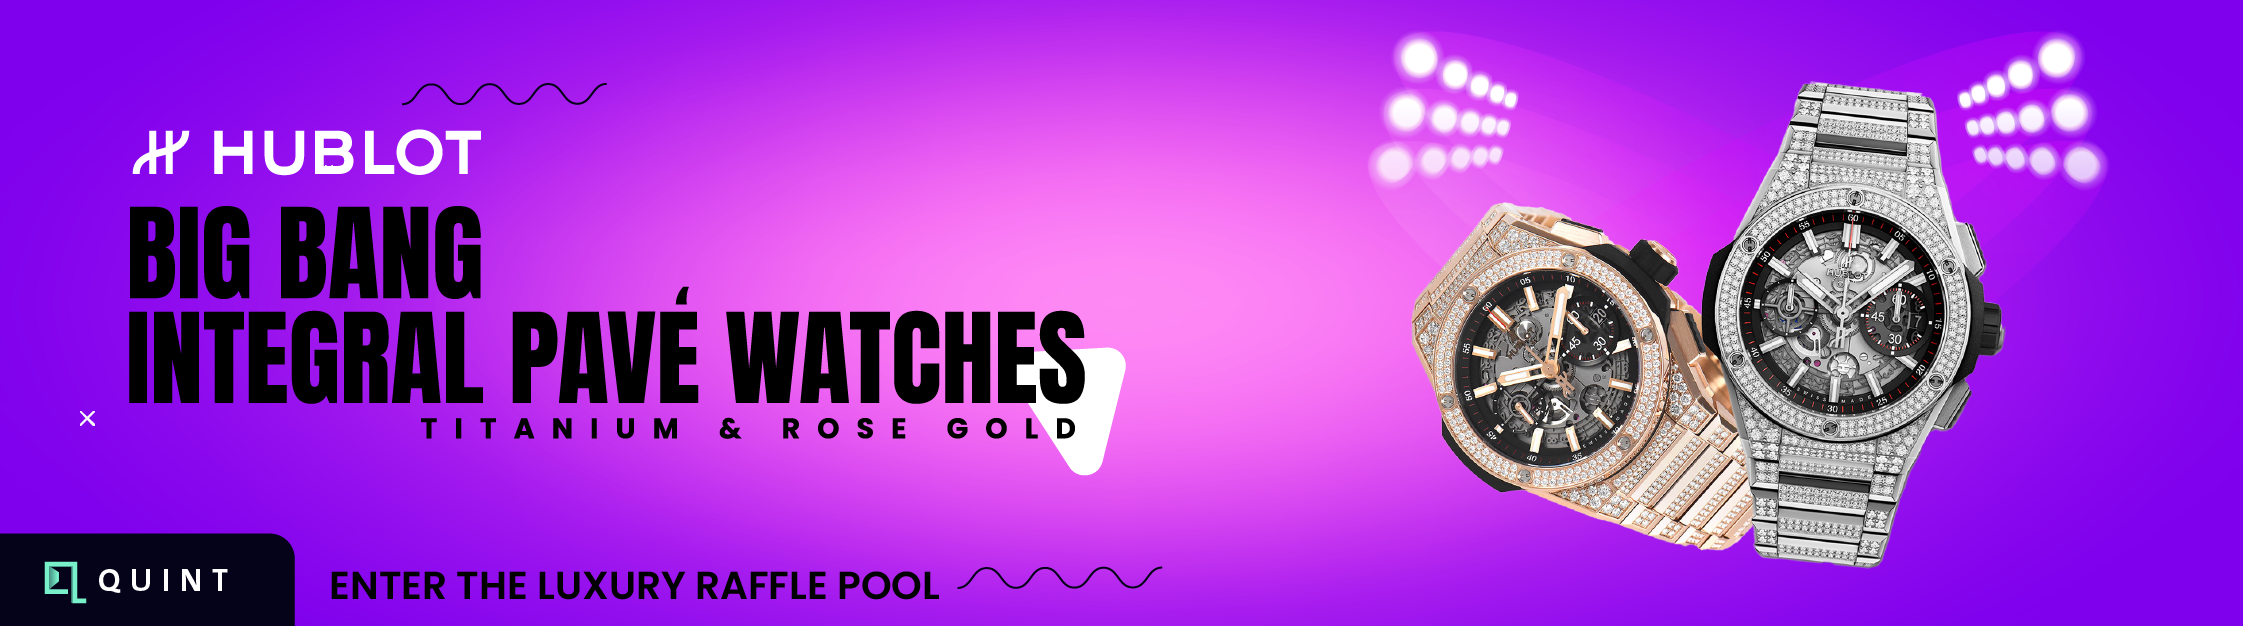 HUBLOT
BIG BANG
INTEGRAL PAVÉ WATCHES
TITANIUM & ROSE GOLD
QUINT
ENTER THE LUXURY RAFFLE POOL